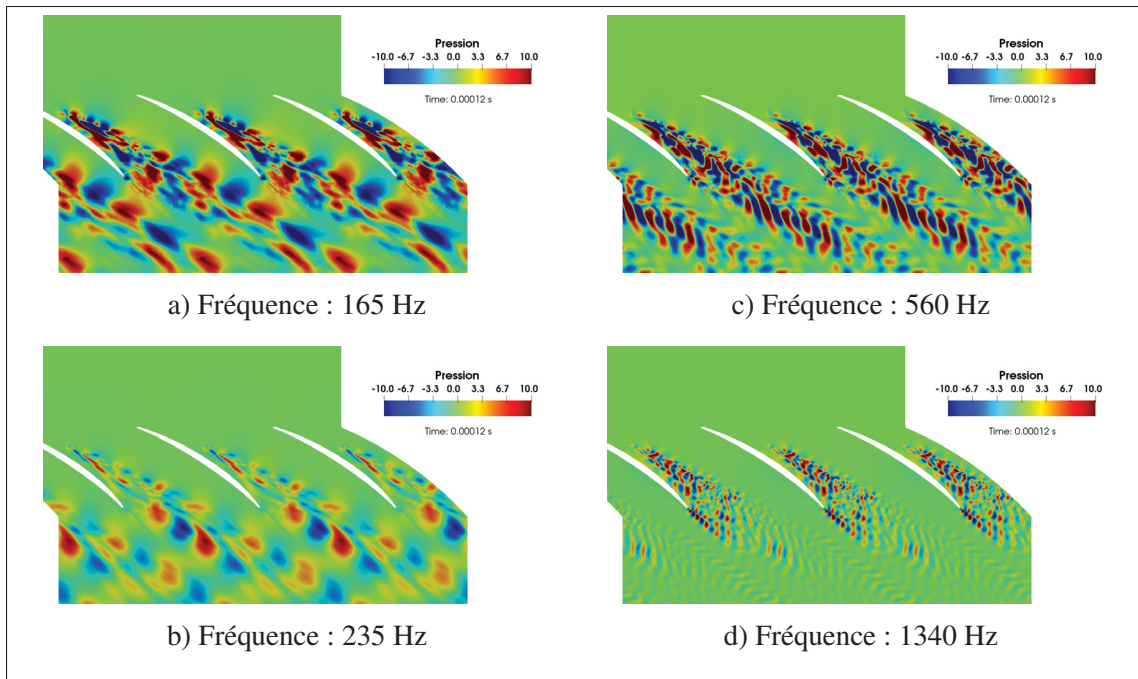 Pression
-10.0 -6.7 -3.3 0.0 3.3 6.7 10.0
Time: 0.00012 s
a) Fréquence : 165 Hz
Pression
-10.0 -6.7 -3.3 0.0 3.3 6.7 10.0
Time: 0.00012 s
c) Fréquence : 560 Hz
Pression
-10.0 -6.7 -3.3 0.0 3.3 6.7 10.0
Time: 0.00012 s
b) Fréquence : 235 Hz
Pression
-10.0 -6.7 -3.3 0.0 3.3 6.7 10.0
Time: 0.00012 s
d) Fréquence : 1340 Hz